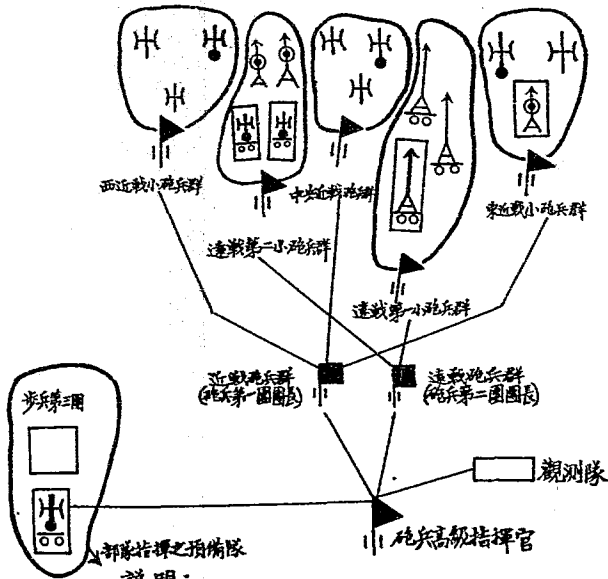 西近戰小砲兵群
中央近戰砲兵群
東近戰小砲兵群
遠戰第二小砲兵群
遠戰第一小砲兵群
近戰砲兵群
(砲兵第一團團長)
遠戰砲兵群
(砲兵第二團團長)
步兵第三團
觀測隊
砲兵高級指揮官
部隊指揮之預備隊
說明：